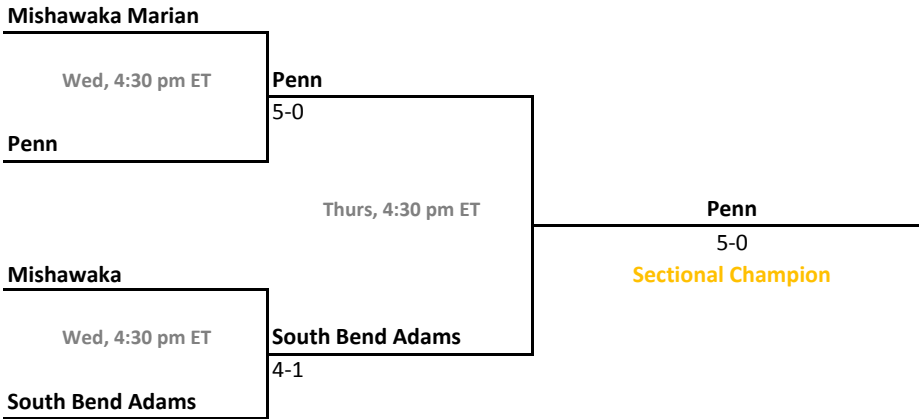 Mishawaka Marian
Wed, 4:30 pm ET
Penn
5-0
Penn
Thurs, 4:30 pm ET
Penn
5-0
Sectional Champion
Mishawaka
Wed, 4:30 pm ET
South Bend Adams
4-1
South Bend Adams